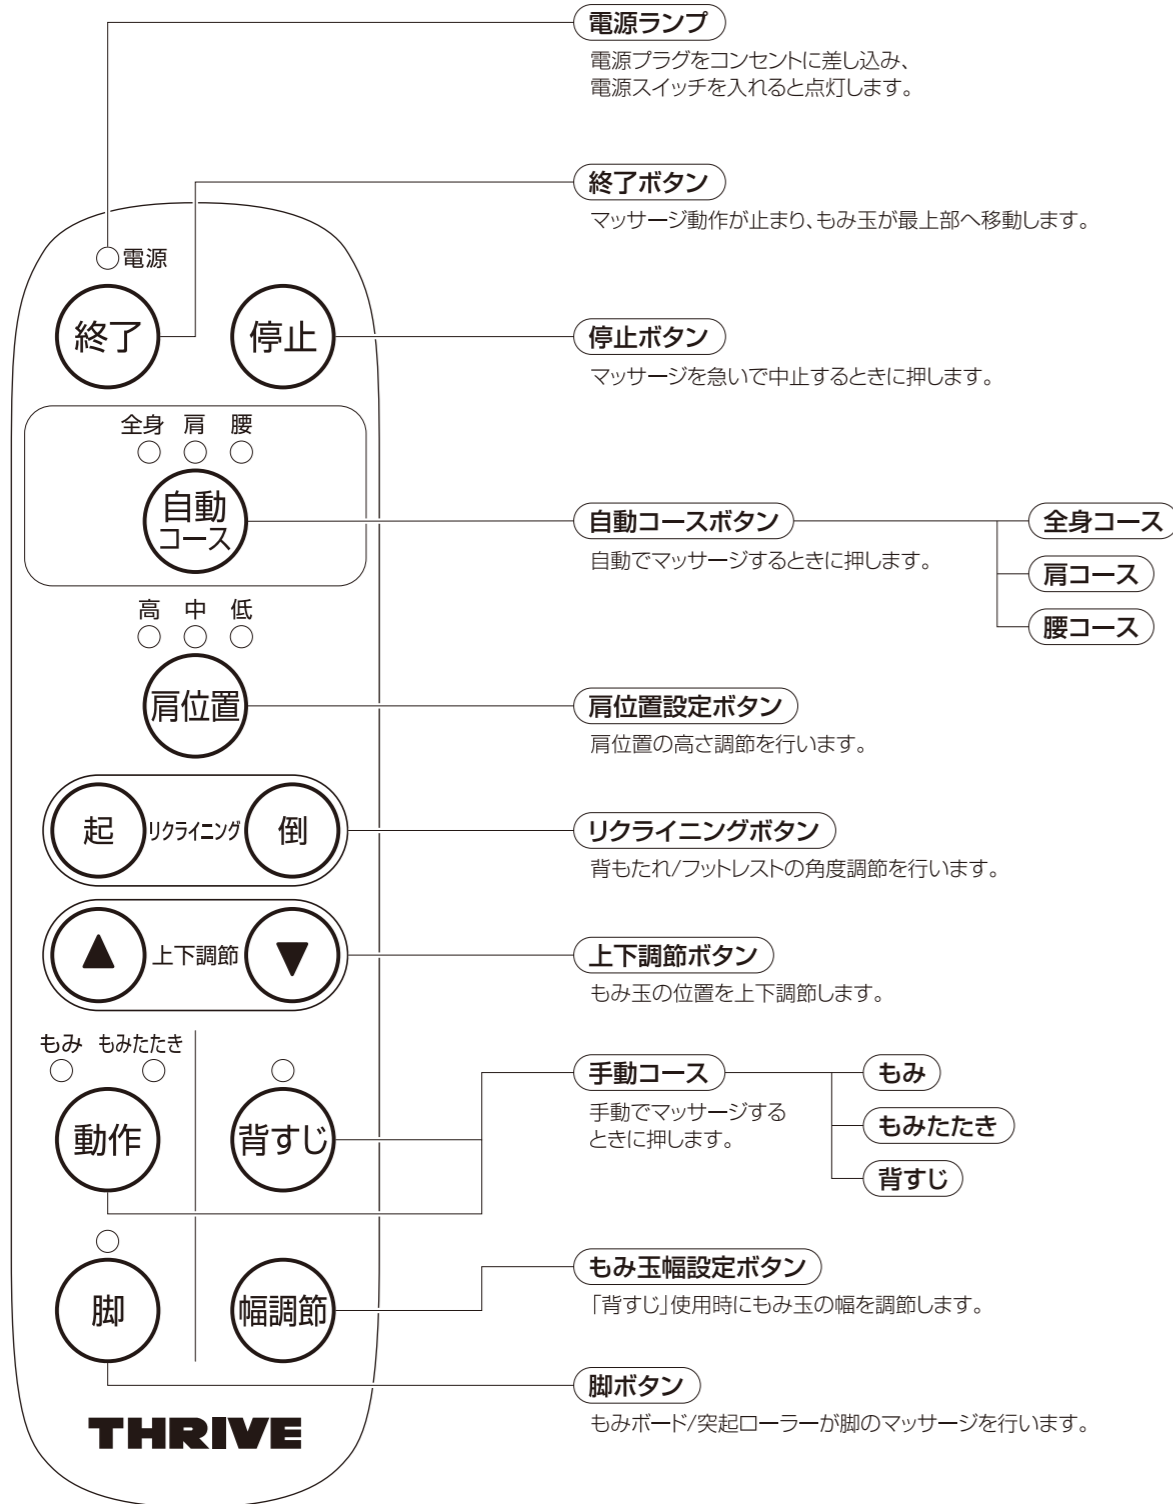 電源ランプ
電源プラグをコンセントに差し込み、
電源スイッチを入れると点灯します。
終了ボタン
マッサージ動作が止まり、もみ玉が最上部へ移動します。
電源
終了
停止
停止ボタン
マッサージを急いで中止するときに押します。
全身 肩 腰
自動
コース
自動コースボタン
自動でマッサージするときに押します。
全身コース
肩コース
腰コース
高 中 低
肩位置
肩位置設定ボタン
肩位置の高さ調節を行います。
起 リクライニング 倒
リクライニングボタン
背もたれ/フットレストの角度調節を行います。
▲ 上下調節 ▼
上下調節ボタン
もみ玉の位置を上下調節します。
もみ もみたたき
動作
背すじ
手動コース
手動でマッサージする
ときに押します。
もみ
もみたたき
背すじ
脚
幅調節
もみ玉幅設定ボタン
「背すじ」使用時にもみ玉の幅を調節します。
脚ボタン
もみボード/突起ローラーが脚のマッサージを行います。
THRIVE